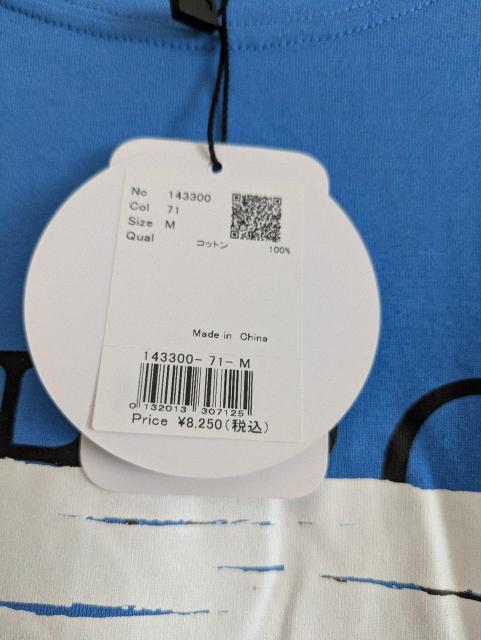 No 143300
Col 71
Size M
Qual
コットン 100%
Made in China
143300-71-M
0 132013 307125
Price ¥8,250(税込)